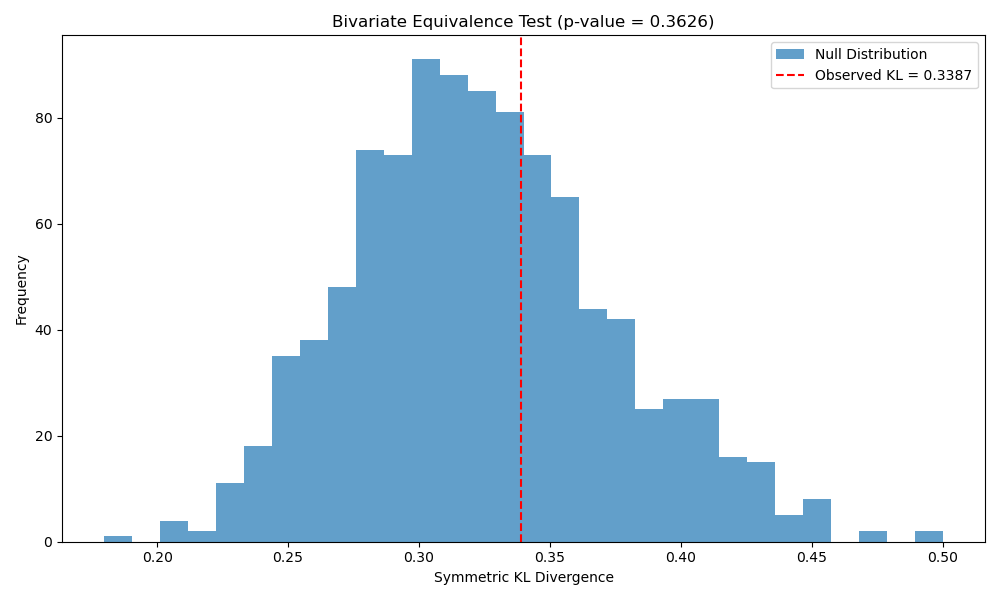 Bivariate Equivalence Test (p-value = 0.3626)
Null Distribution
Observed KL = 0.3387
Frequency
80
60
40
20
0
0.20 0.25 0.30 0.35 0.40 0.45 0.50
Symmetric KL Divergence